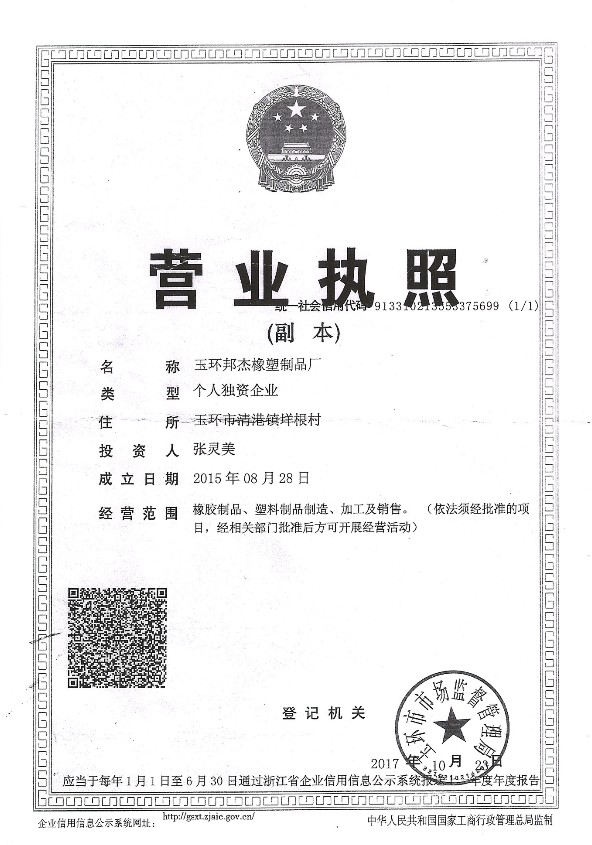 营业执照
统一社会信用代码 913310213553375699 (1/1)
(副 本)
名 称 玉环邦杰橡塑制品厂
类 型 个人独资企业
住 所 玉环市清港镇垟根村
投 资 人 张灵美
成 立 日 期 2015 年 08 月 28 日
经 营 范 围 橡胶制品、塑料制品制造、加工及销售。（依法须经批准的项
目，经相关部门批准后方可开展经营活动）
玉环市市场监督管理局
登 记 机 关
2017 年 10 月 23 日
应当于每年 1 月 1 日至 6 月 30 日通过浙江省企业信用信息公示系统报送 年度年度报告
企业信用信息公示系统网址: http://gsxt.zjaic.gov.cn/
中华人民共和国国家工商行政管理总局监制